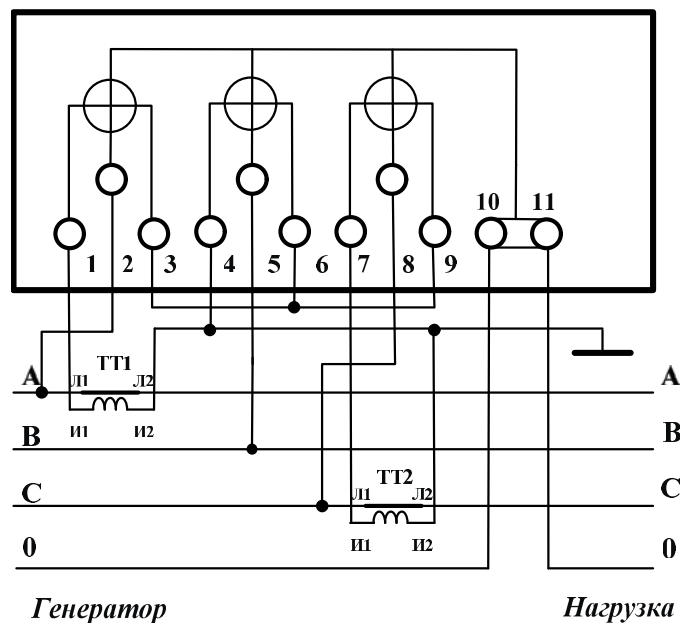 10 11
1 2 3 4 5 6 7 8 9
ТТ1
А Л1 Л2 А
И1 И2
В В
ТТ2
С Л1 Л2 С
И1 И2
0 0
Генератор Нагрузка